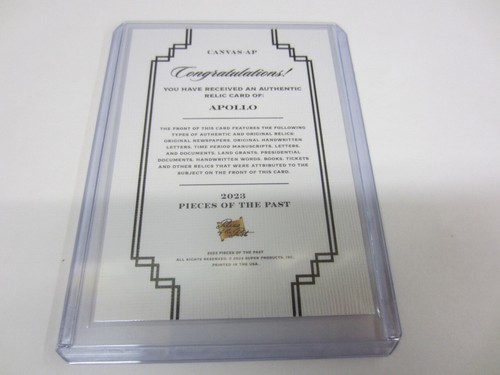 CANVAS-AP
Congratulations!
YOU HAVE RECEIVED AN AUTHENTIC
RELIC CARD OF:
APOLLO
THE FRONT OF THIS CARD FEATURES THE FOLLOWING
TYPES OF AUTHENTIC AND ORIGINAL RELICS:
ORIGINAL NEWSPAPERS, ORIGINAL HANDWRITTEN
LETTERS, TIME PERIOD MANUSCRIPTS, LETTERS
AND DOCUMENTS, LAND GRANTS, PRESIDENTIAL
DOCUMENTS, HANDWRITTEN WORDS, BOOKS, TICKETS
AND OTHER RELICS THAT WERE ATTRIBUTED TO THE
SUBJECT ON THE FRONT OF THIS CARD.
2023
PIECES OF THE PAST
Pieces
of the Past
2023 PIECES OF THE PAST
ALL RIGHTS RESERVED. © 2023 SUPER PRODUCTS, INC.
PRINTED IN THE USA.